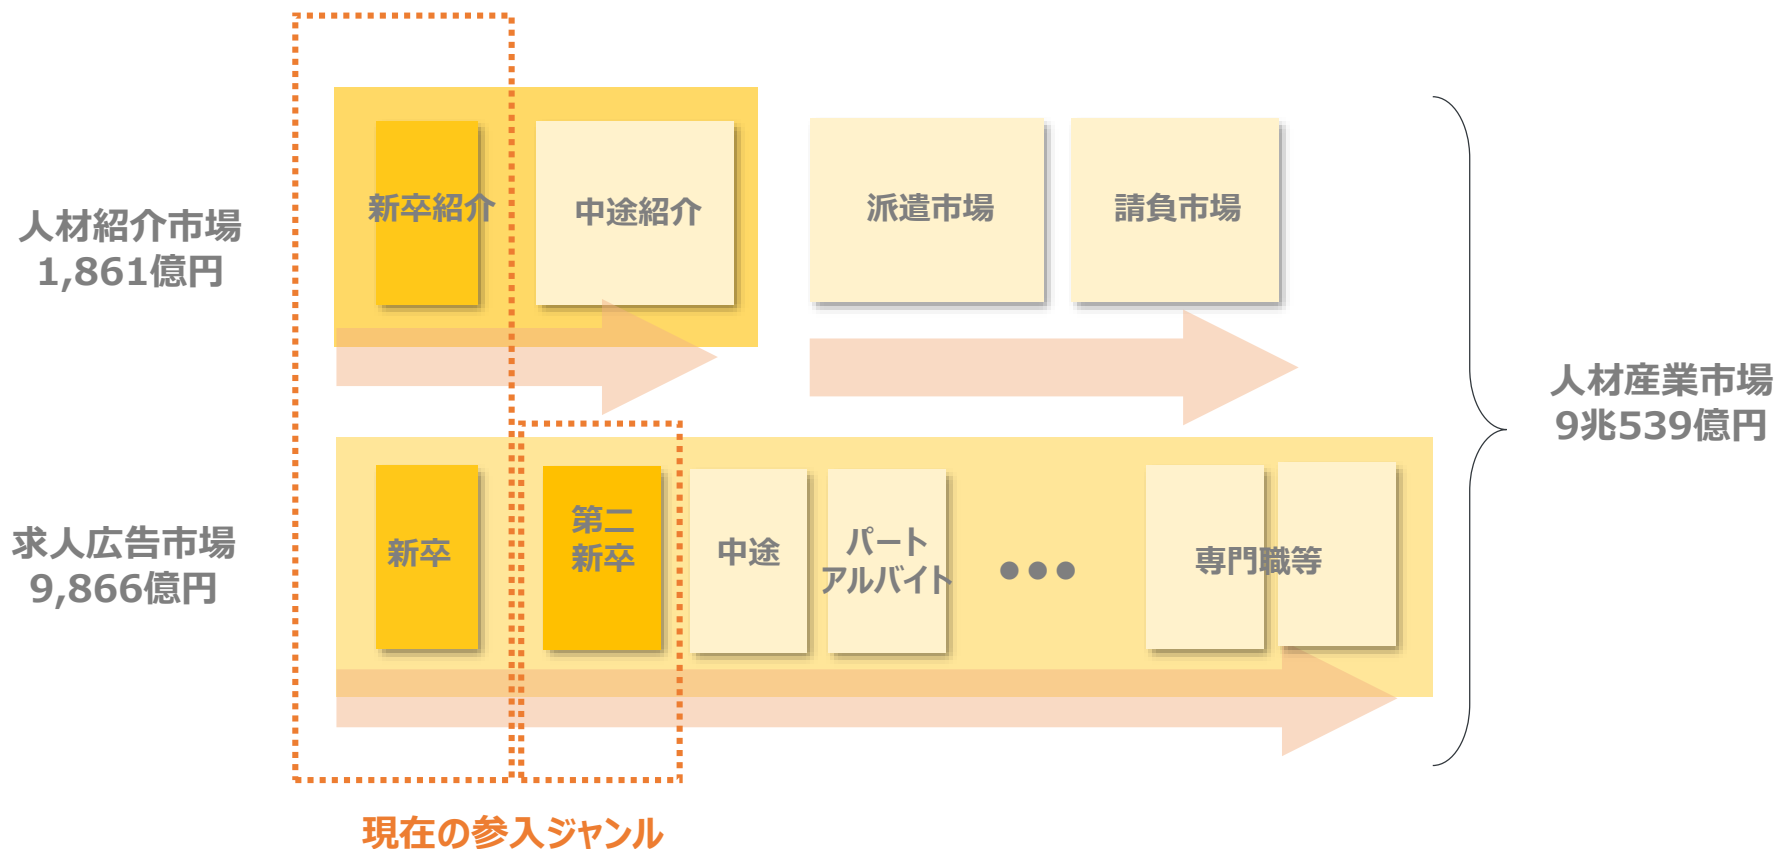 人材紹介市場
1,861億円
新卒紹介
中途紹介
派遣市場
請負市場
人材産業市場
9兆539億円
求人広告市場
9,866億円
新卒
第二
新卒
中途
パート
アルバイト
●●●
専門職等
現在の参入ジャンル